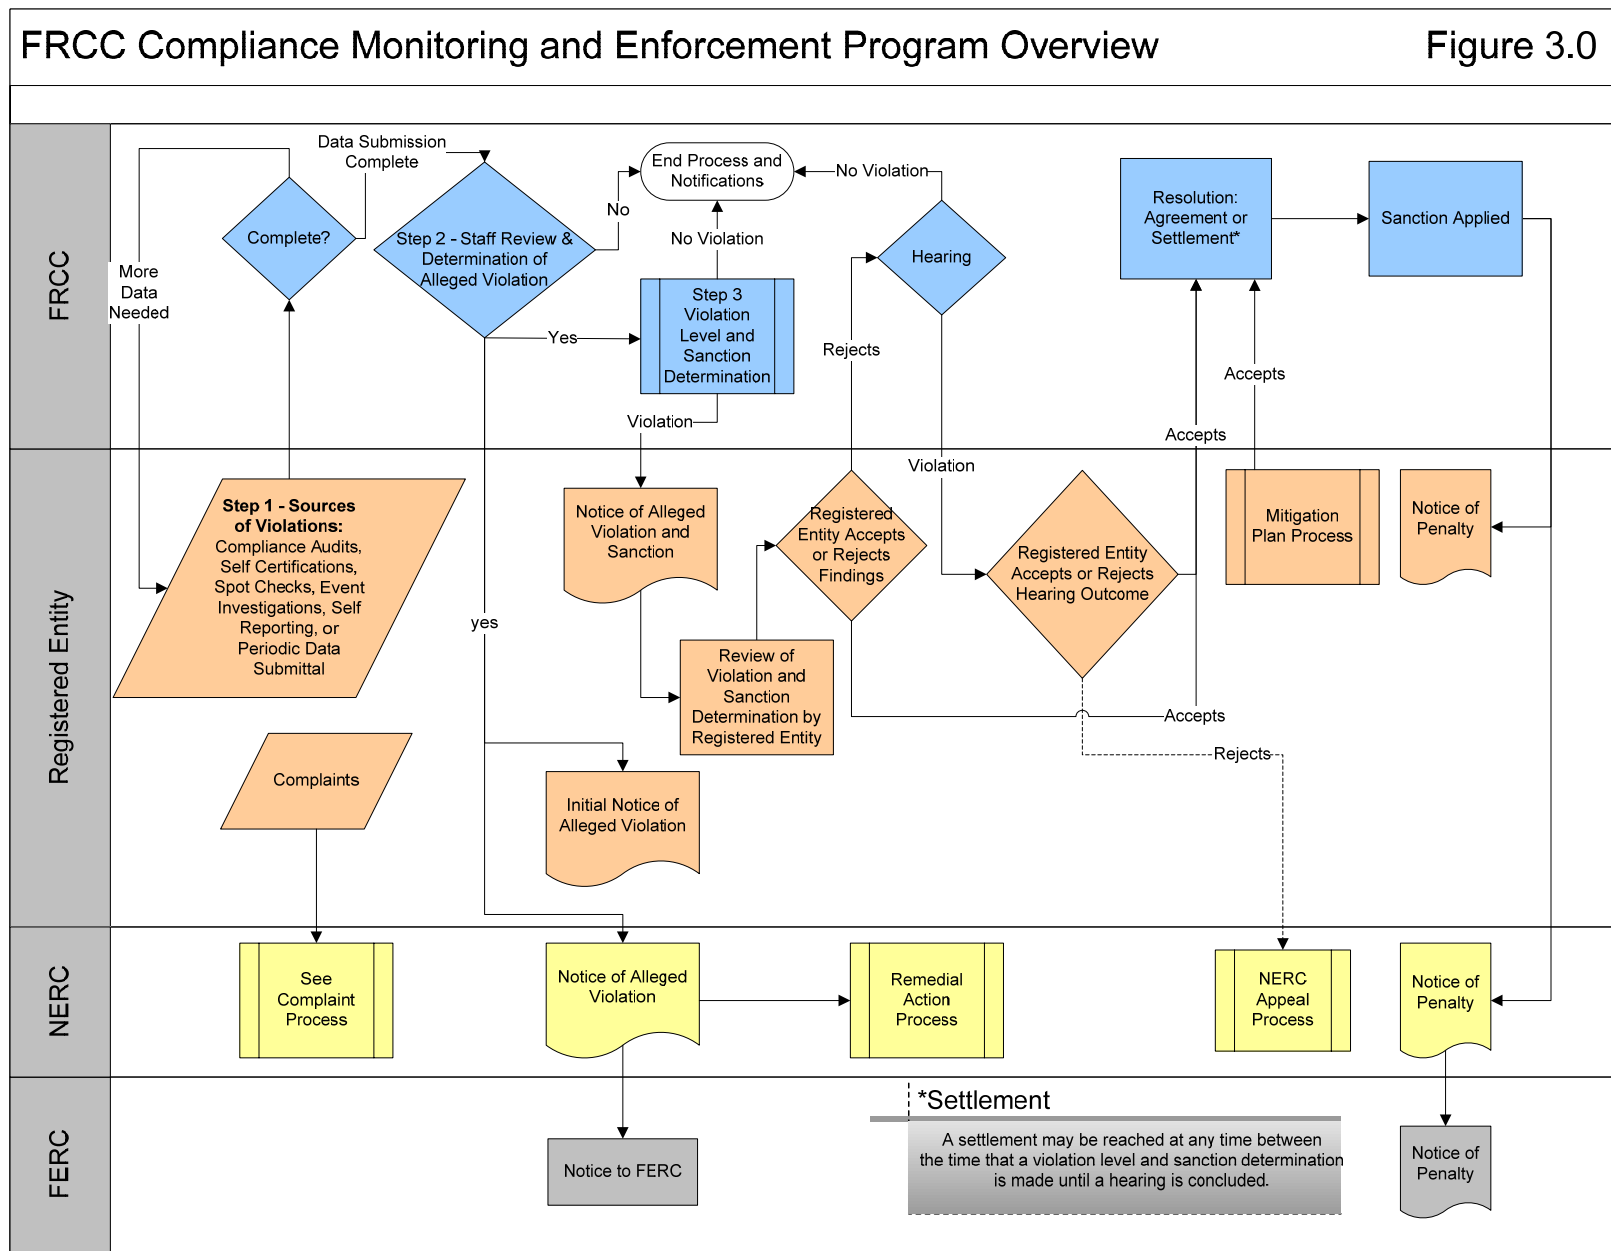 FRCC Compliance Monitoring and Enforcement Program Overview
Figure 3.0
FRCC
Data Submission
Complete
Complete?
More
Data
Needed
Step 2 - Staff Review &
Determination of
Alleged Violation
No
End Process and
Notifications
No Violation
No Violation
Yes
Step 3
Violation
Level and
Sanction
Determination
Violation
Hearing
Rejects
Resolution:
Agreement or
Settlement*
Sanction Applied
Accepts
Accepts
Registered Entity
Step 1 - Sources
of Violations:
Compliance Audits,
Self Certifications,
Spot Checks, Event
Investigations, Self
Reporting, or
Periodic Data
Submittal
yes
Notice of Alleged
Violation and
Sanction
Review of
Violation and
Sanction
Determination by
Registered Entity
Registered
Entity Accepts
or Rejects
Findings
Violation
Registered Entity
Accepts or Rejects
Hearing Outcome
Mitigation
Plan Process
Notice of
Penalty
Accepts
Rejects
Complaints
Initial Notice of
Alleged Violation
NERC
See
Complaint
Process
Notice of Alleged
Violation
Remedial
Action
Process
NERC
Appeal
Process
Notice of
Penalty
FERC
Notice to FERC
*Settlement
A settlement may be reached at any time between
the time that a violation level and sanction determination
is made until a hearing is concluded.
Notice of
Penalty